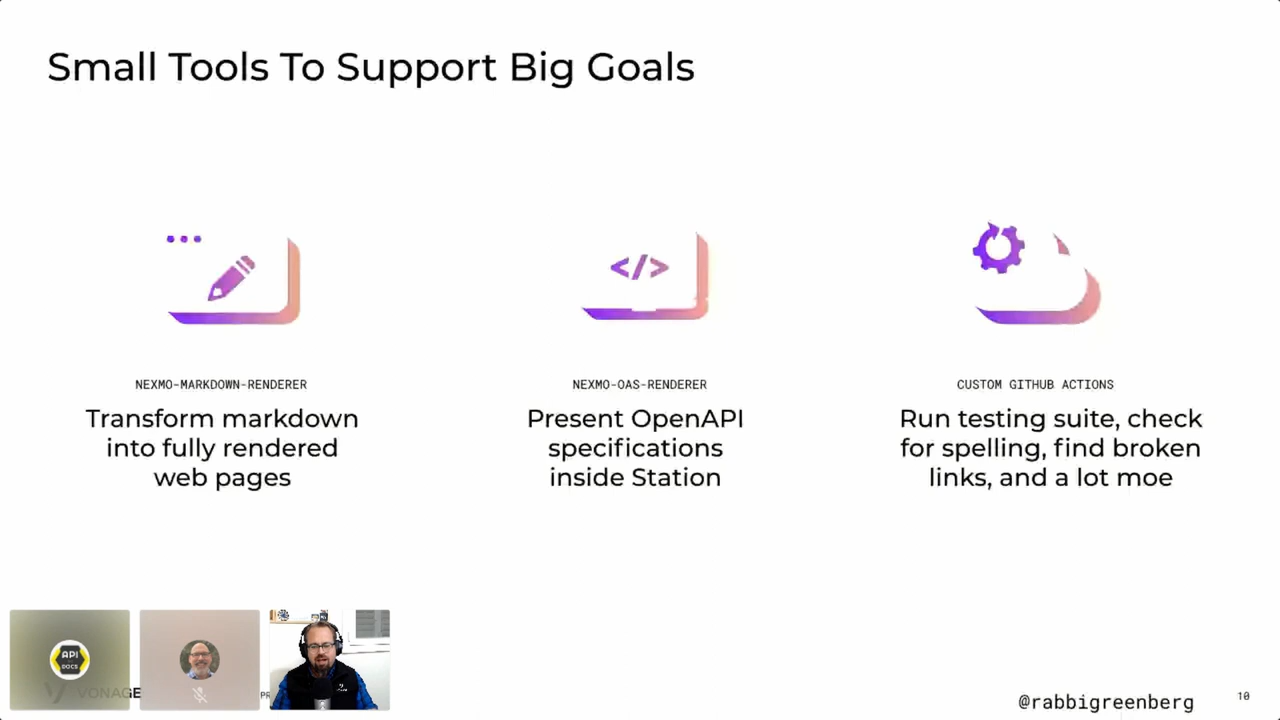 Small Tools To Support Big Goals
</>
NEXMO-MARKDOWN-RENDERER
Transform markdown
into fully rendered
web pages
NEXMO-OAS-RENDERER
Present OpenAPI
specifications
inside Station
CUSTOM GITHUB ACTIONS
Run testing suite, check
for spelling, find broken
links, and a lot moe
API
DOCS
VONAGE
@rabbigreenberg
10